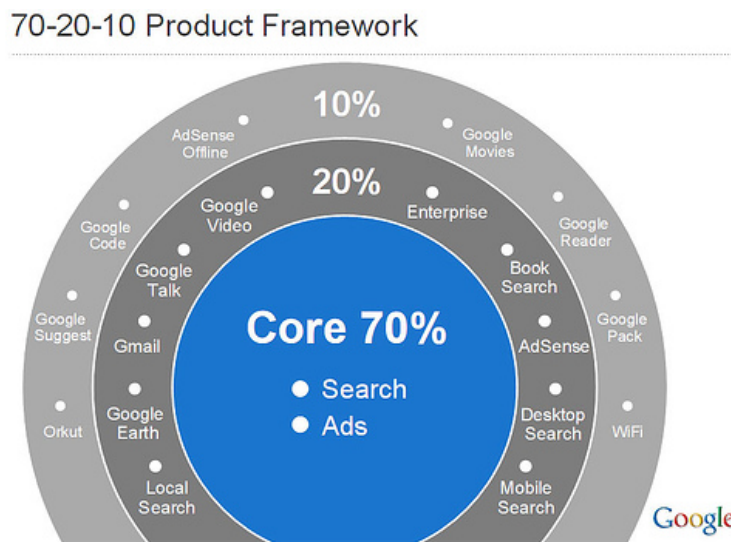 70-20-10 Product Framework
10%
AdSense
Offline
Google
Movies
Google
Code
Google
Reader
Google
Suggest
Google
Pack
Orkut
WiFi
20%
Google
Video
Enterprise
Google
Talk
Book
Search
Gmail
AdSense
Google
Earth
Desktop
Search
Local
Search
Mobile
Search
Core 70%
Search
Ads
Google